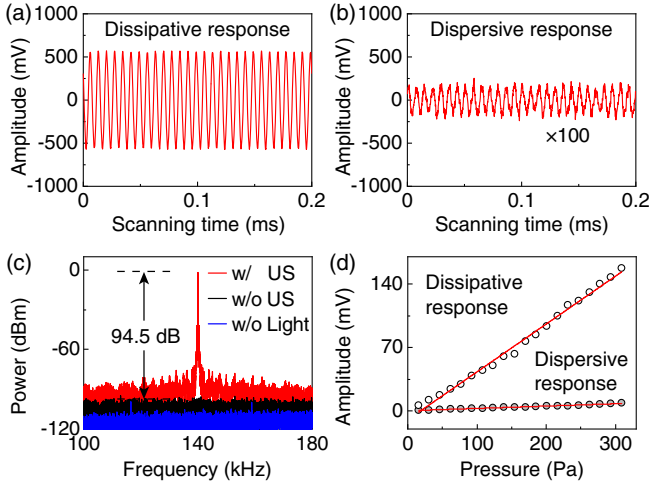 (a)
Dissipative response
1000
500
0
-500
-1000
Amplitude (mV)
0
0.1
0.2
Scanning time (ms)
(b)
Dispersive response
×100
1000
500
0
-500
-1000
Amplitude (mV)
0
0.1
0.2
Scanning time (ms)
(c)
w/ US
w/o US
w/o Light
94.5 dB
0
-60
-120
Power (dBm)
100
140
180
Frequency (kHz)
(d)
Dissipative
response
Dispersive
response
140
70
0
Amplitude (mV)
0
100
200
300
Pressure (Pa)